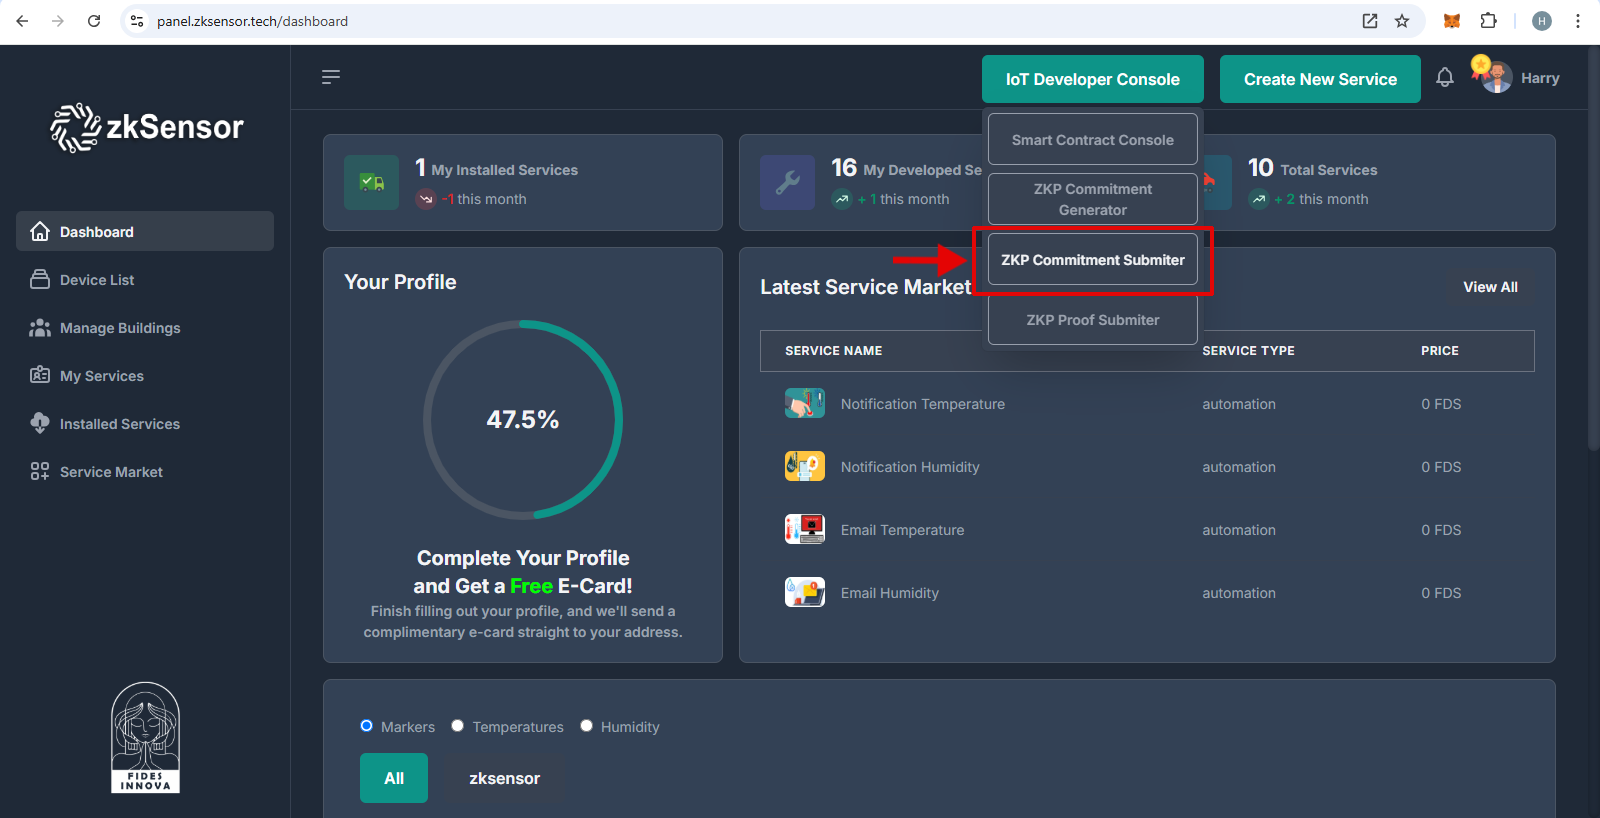 panel.zksensor.tech/dashboard
H
zkSensor
IoT Developer Console
Create New Service
Harry
Smart Contract Console
ZKP Commitment
Generator
ZKP Commitment Submiter
ZKP Proof Submiter
Dashboard
Device List
Manage Buildings
My Services
Installed Services
Service Market
1 My Installed Services
-1 this month
16 My Developed Se
+ 1 this month
10 Total Services
+ 2 this month
Your Profile
47.5%
Complete Your Profile
and Get a Free E-Card!
Finish filling out your profile, and we'll send a
complimentary e-card straight to your address.
Latest Service Market
View All
SERVICE NAME SERVICE TYPE PRICE
Notification Temperature automation 0 FDS
Notification Humidity automation 0 FDS
Email Temperature automation 0 FDS
Email Humidity automation 0 FDS
Markers Temperatures Humidity
All zksensor
FIDES
INNOVA